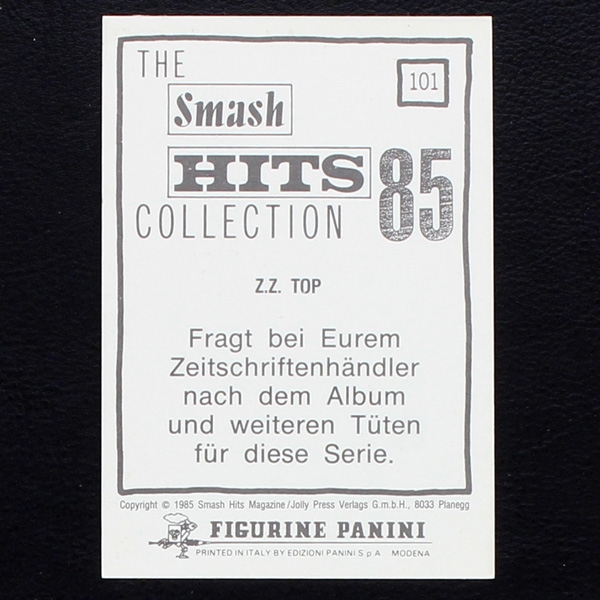 THE
101
Smash
HITS 85
COLLECTION
Z.Z. TOP
Fragt bei Eurem
Zeitschriftenhändler
nach dem Album
und weiteren Tüten
für diese Serie.
Copyright © 1985 Smash Hits Magazine/Jolly Press Verlags G.m.b.H., 8033 Planegg
FIGURINE PANINI
PRINTED IN ITALY BY EDIZIONI PANINI S.p.A MODENA